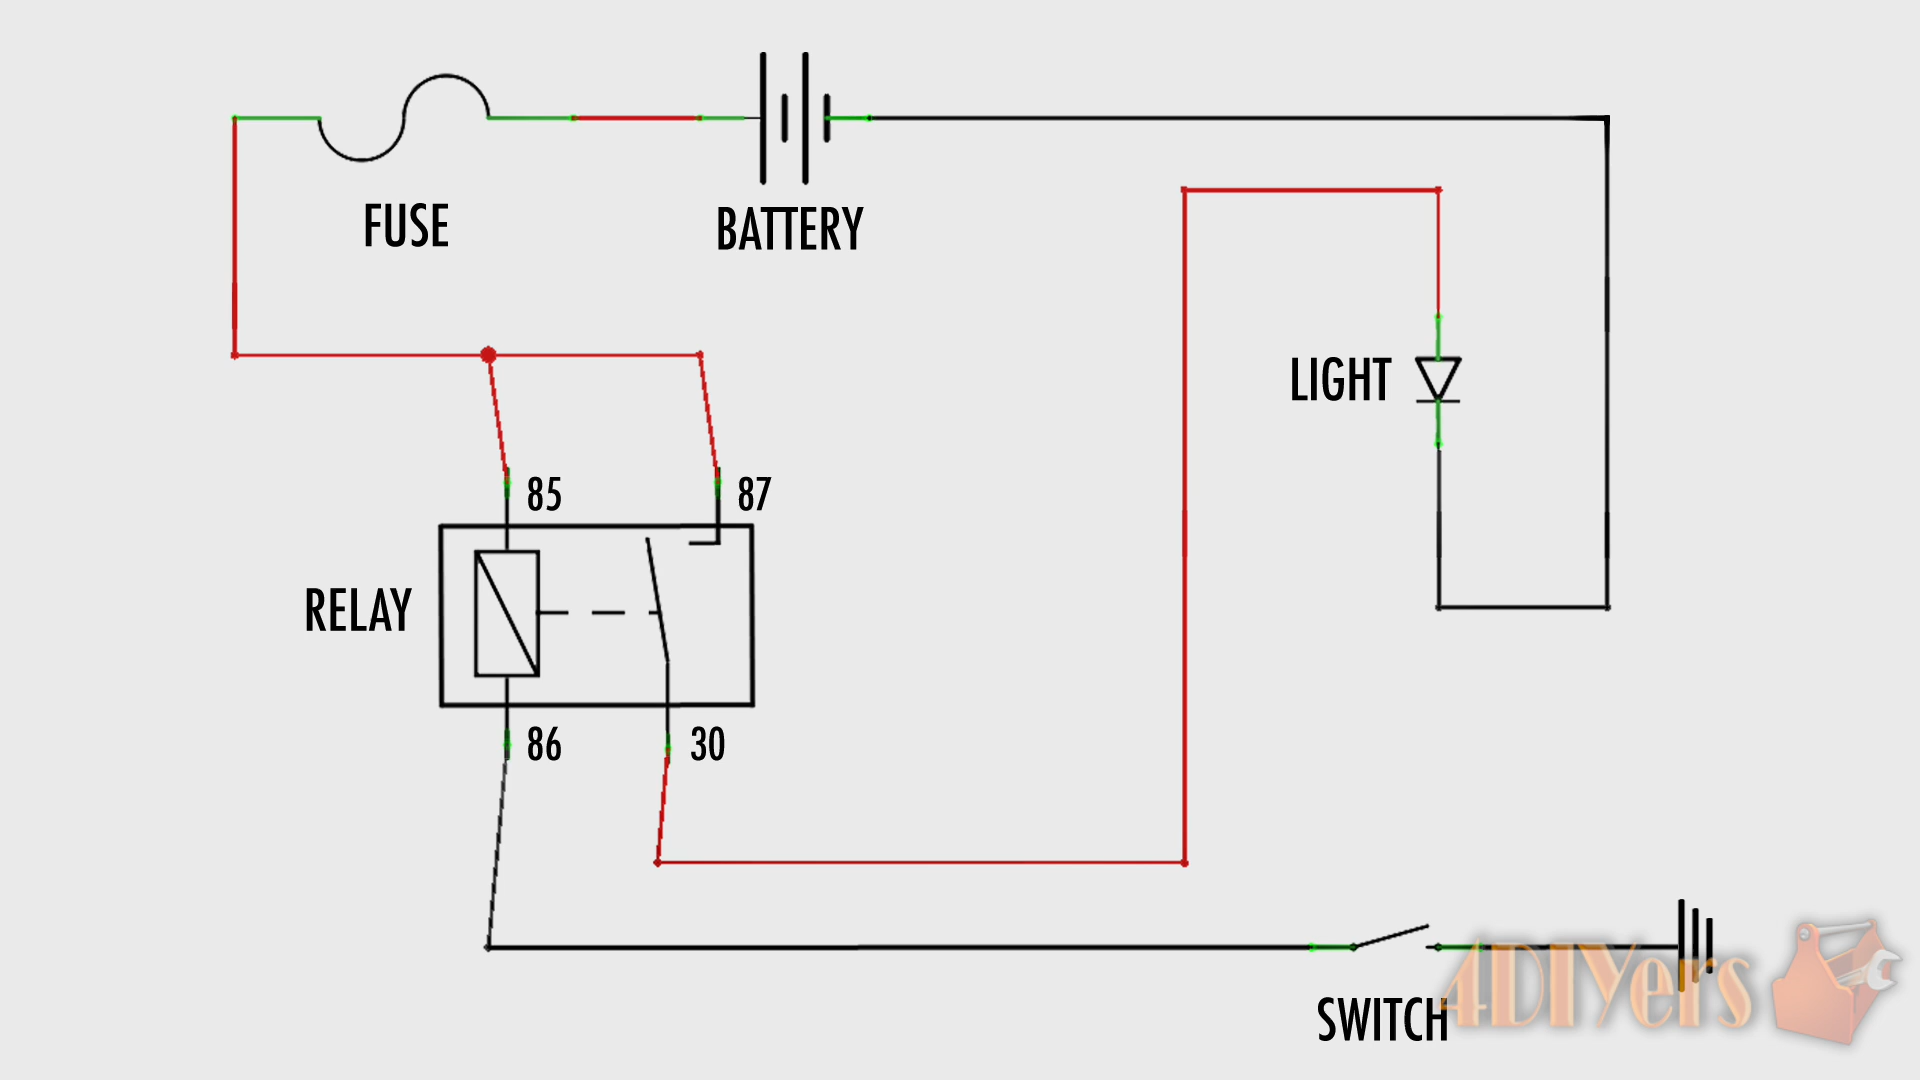 FUSE
BATTERY
LIGHT
85
87
RELAY
86
30
SWITCH
4DIYers